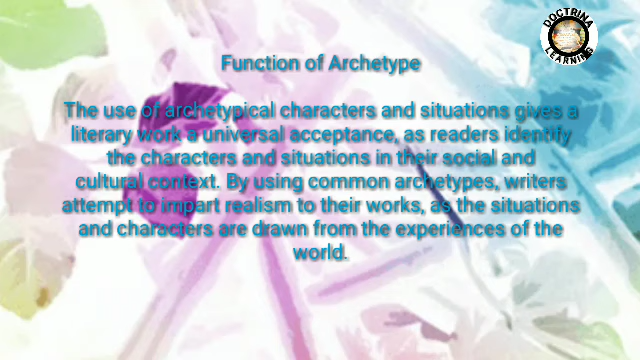 DOCTRINA
LEARNING
Function of Archetype
The use of archetypical characters and situations gives a
literary work a universal acceptance, as readers identify
the characters and situations in their social and
cultural context. By using common archetypes, writers
attempt to impart realism to their works, as the situations
and characters are drawn from the experiences of the
world.